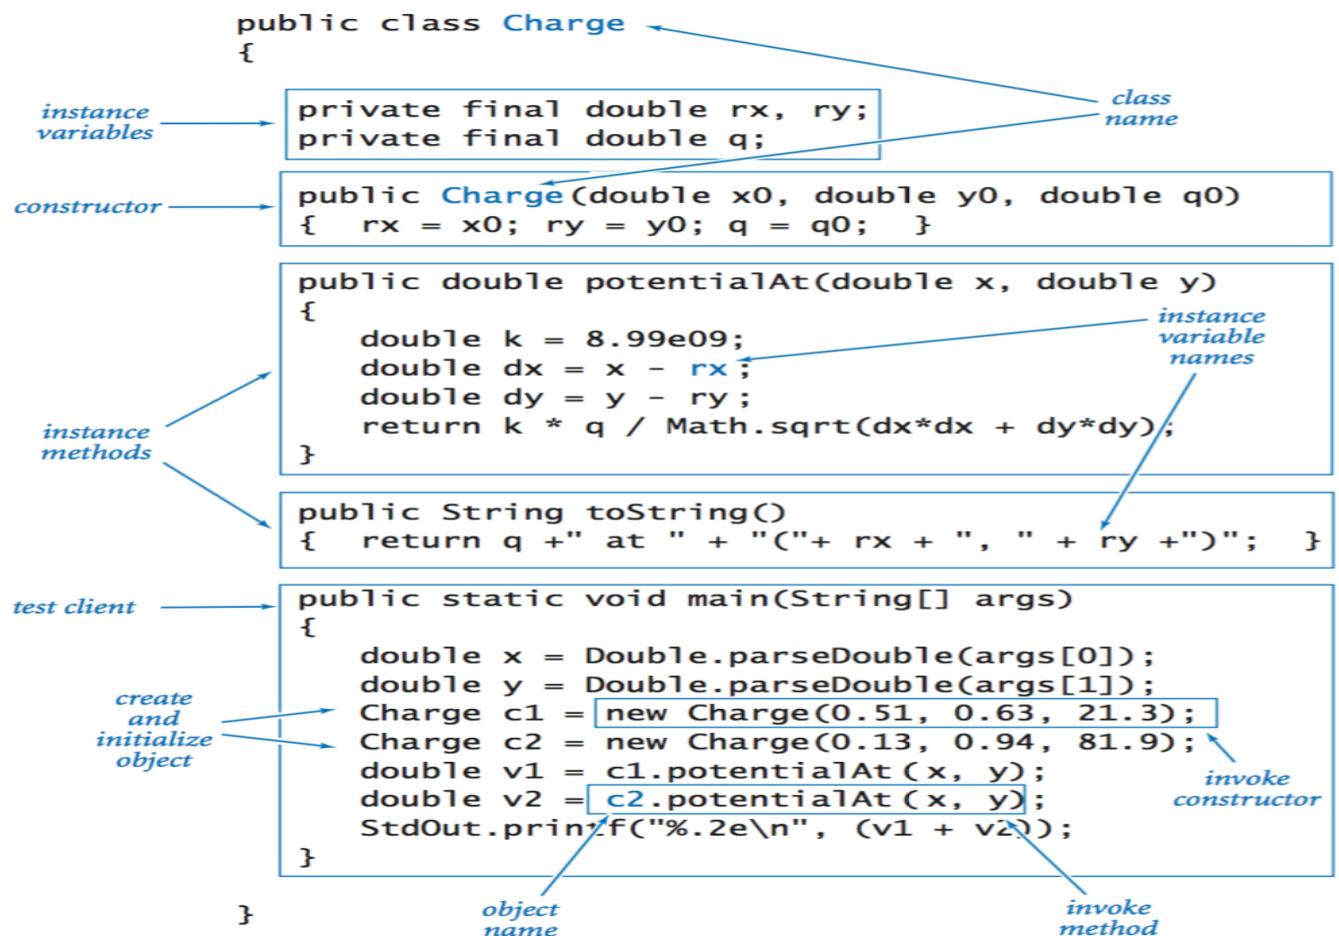 public class Charge
{
class
name
instance
variables
private final double rx, ry;
private final double q;
constructor
public Charge(double x0, double y0, double q0)
{ rx = x0; ry = y0; q = q0; }
public double potentialAt(double x, double y)
{
instance
variable
names
double k = 8.99e09;
double dx = x - rx;
double dy = y - ry;
return k * q / Math.sqrt(dx*dx + dy*dy);
}
instance
methods
public String toString()
{ return q +" at " + "("+ rx + ", " + ry +")"; }
test client
public static void main(String[] args)
{
double x = Double.parseDouble(args[0]);
double y = Double.parseDouble(args[1]);
create
and
initialize
object
Charge c1 = new Charge(0.51, 0.63, 21.3);
Charge c2 = new Charge(0.13, 0.94, 81.9);
double v1 = c1.potentialAt(x, y);
double v2 = c2.potentialAt(x, y);
StdOut.printf("%.2e\n", (v1 + v2));
}
invoke
constructor
}
object
name
invoke
method